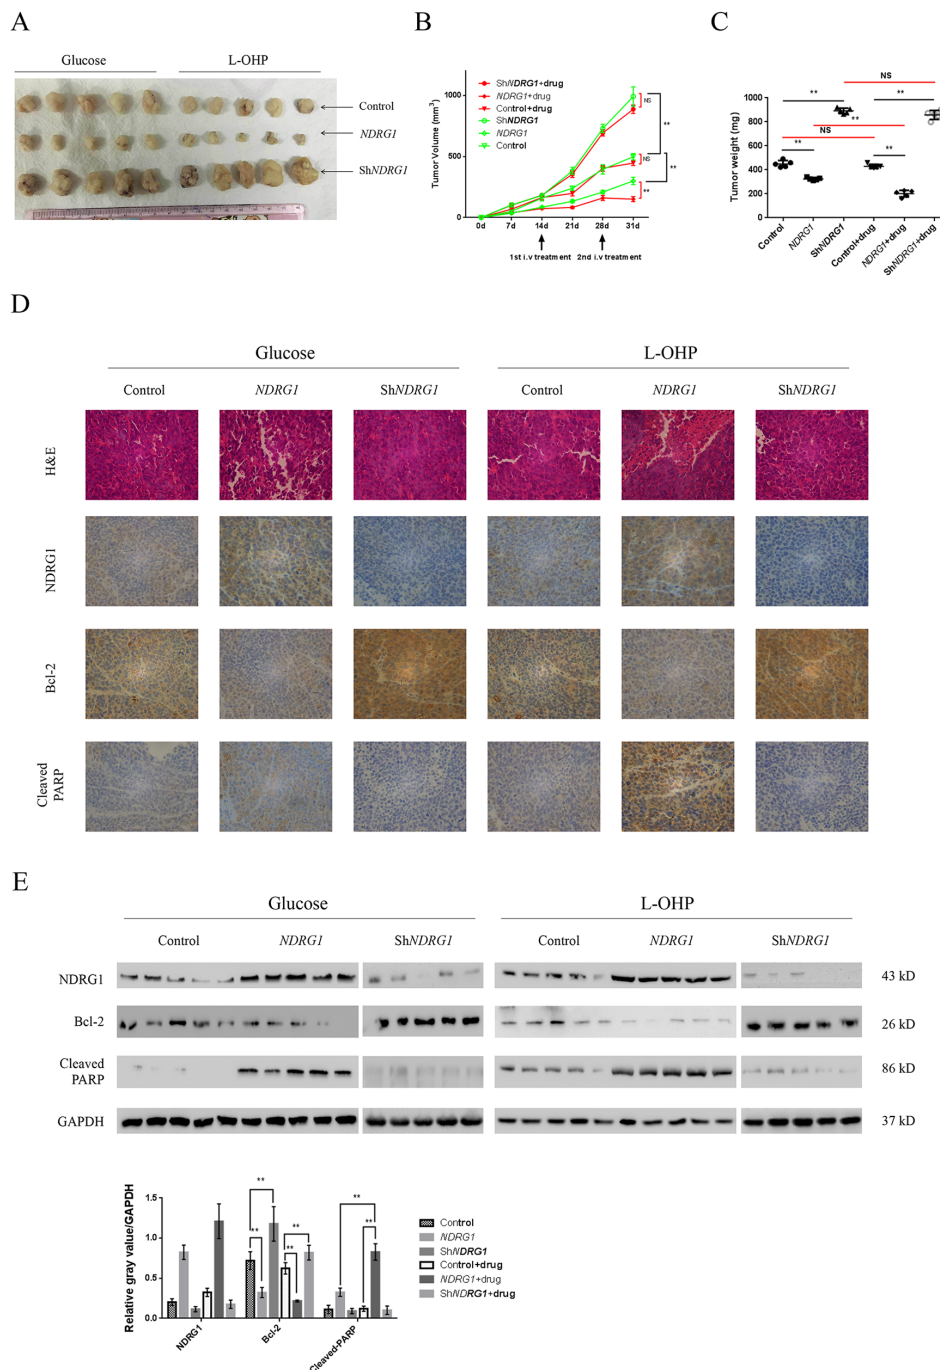 A
Glucose
L-OHP
Control
NDRG1
ShNDRG1
B
ShNDRG1+drug
NDRG1+drug
Control+drug
ShNDRG1
NDRG1
Control
Tumor Volume (mm3)
1000
500
0
0d
7d
14d
21d
28d
31d
NS
**
NS
**
**
1st i.v treatment
2nd i.v treatment
C
Tumor weight (mg)
1000
800
600
400
200
0
NS
**
**
**
NS
**
**
Control
NDRG1
ShNDRG1
Control+drug
NDRG1+drug
ShNDRG1+drug
D
Glucose
L-OHP
Control
NDRG1
ShNDRG1
Control
NDRG1
ShNDRG1
H&E
NDRG1
Bcl-2
Cleaved
PARP
E
Glucose
L-OHP
Control
NDRG1
ShNDRG1
Control
NDRG1
ShNDRG1
NDRG1
43 kD
Bcl-2
26 kD
Cleaved
PARP
86 kD
GAPDH
37 kD
Relative gray value/GAPDH
1.5
1.0
0.5
0.0
**
**
**
**
**
**
NDRG1
Bcl-2
Cleaved-PARP
Control
NDRG1
ShNDRG1
Control+drug
NDRG1+drug
ShNDRG1+drug